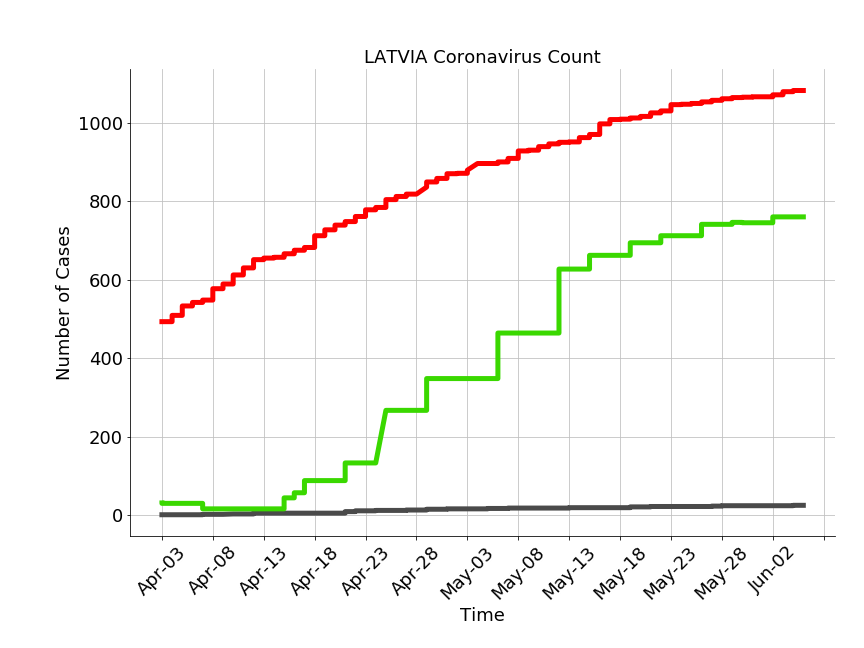 LATVIA Coronavirus Count
Number of Cases
1000
800
600
400
200
0
Apr-03
Apr-08
Apr-13
Apr-18
Apr-23
Apr-28
May-03
May-08
May-13
May-18
May-23
May-28
Jun-02
Time